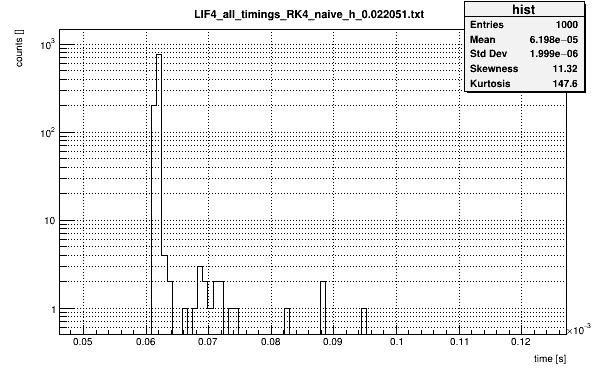 LIF4_all_timings_RK4_naive_h_0.022051.txt
hist
Entries 1000
Mean 6.198e−05
Std Dev 1.999e−06
Skewness 11.32
Kurtosis 147.6
counts []
10³
10²
10
1
0.05 0.06 0.07 0.08 0.09 0.1 0.11 0.12
×10⁻³
time [s]